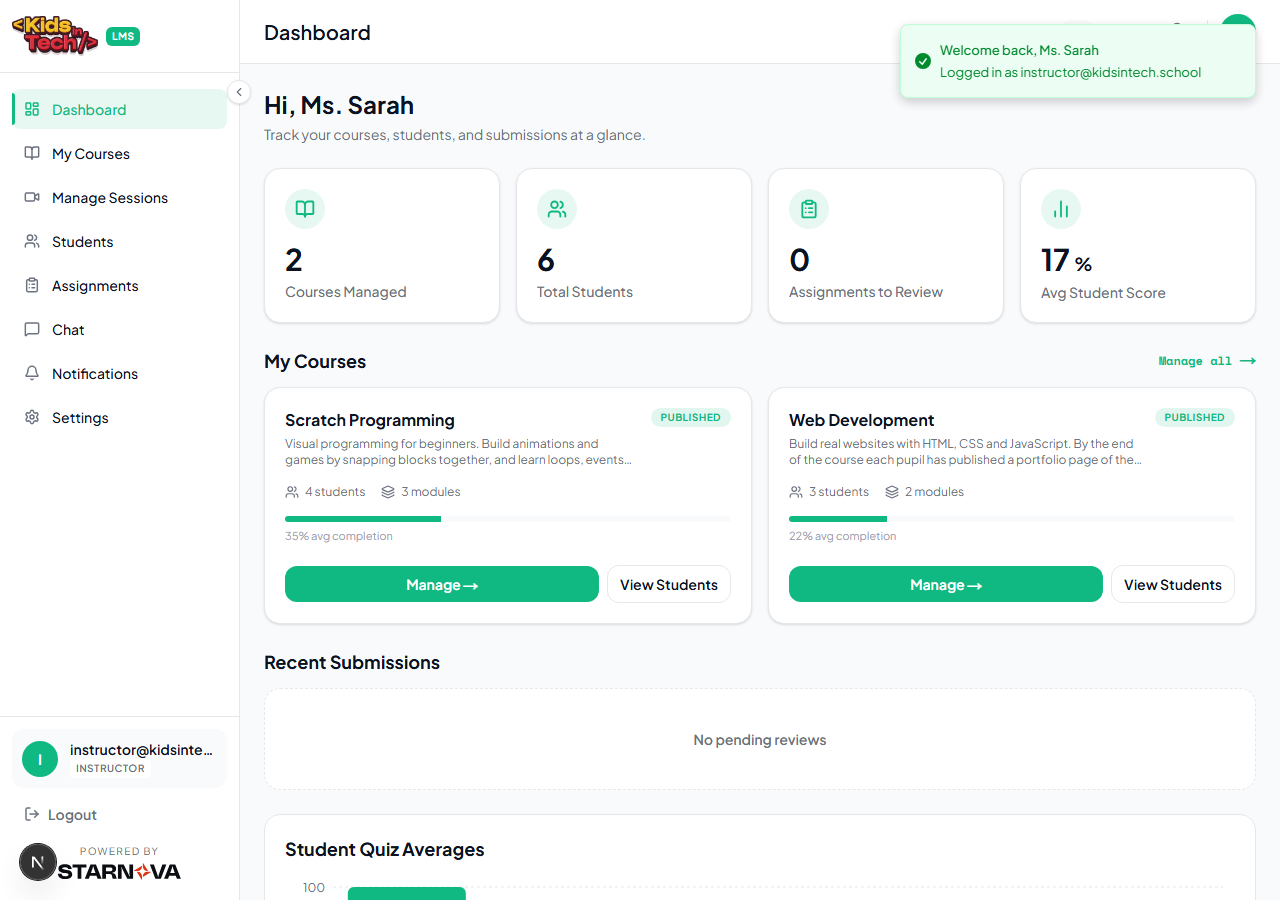 <Kids in Tech/>
LMS
Dashboard
My Courses
Manage Sessions
Students
Assignments
Chat
Notifications
Settings
instructor@kidsinte...
INSTRUCTOR
Logout
POWERED BY
STARNOVA
N
I
Dashboard
Welcome back, Ms. Sarah
Logged in as instructor@kidsintech.school
Hi, Ms. Sarah
Track your courses, students, and submissions at a glance.
2
Courses Managed
6
Total Students
0
Assignments to Review
17 %
Avg Student Score
My Courses
Manage all →
Scratch Programming
PUBLISHED
Visual programming for beginners. Build animations and
games by snapping blocks together, and learn loops, events...
4 students
3 modules
35% avg completion
Manage →
View Students
Web Development
PUBLISHED
Build real websites with HTML, CSS and JavaScript. By the end
of the course each pupil has published a portfolio page of the...
3 students
2 modules
22% avg completion
Manage →
View Students
Recent Submissions
No pending reviews
Student Quiz Averages
100